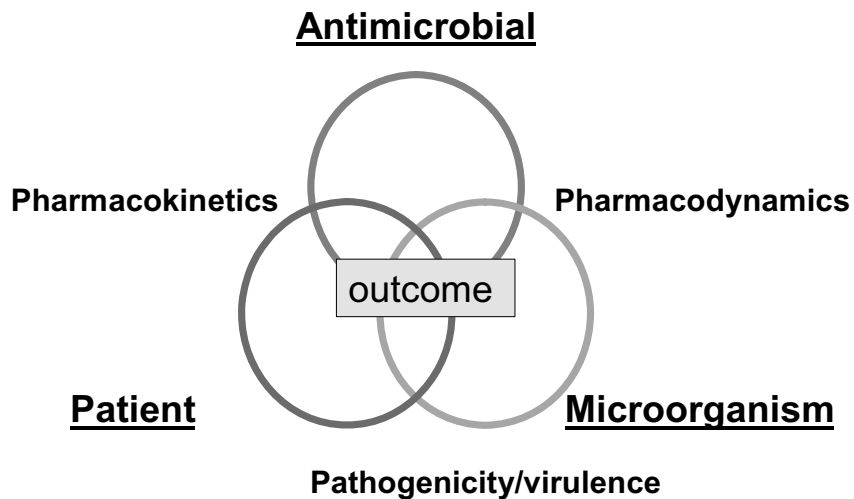 Antimicrobial
Pharmacokinetics
Pharmacodynamics
outcome
Patient
Microorganism
Pathogenicity/virulence